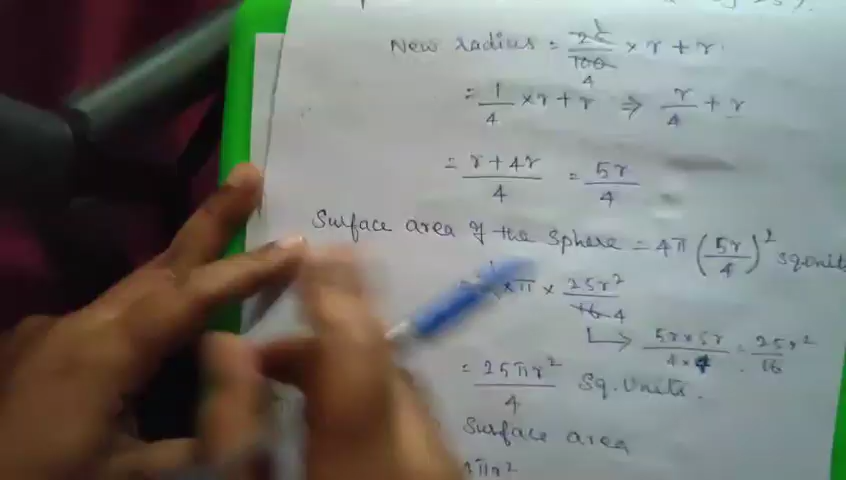 New radius = 25/100 × r + r
4
= 1/4 × r + r ⇒ r/4 + r
= r + 4r/4 = 5r/4
Surface area of the Sphere = 4π (5r/4)² sq.units
× π × 25r²/16 4
↳ 5r×5r/4×4 = 25r²/16
= 25πr²/4 Sq. Units.
Surface area
4πr²